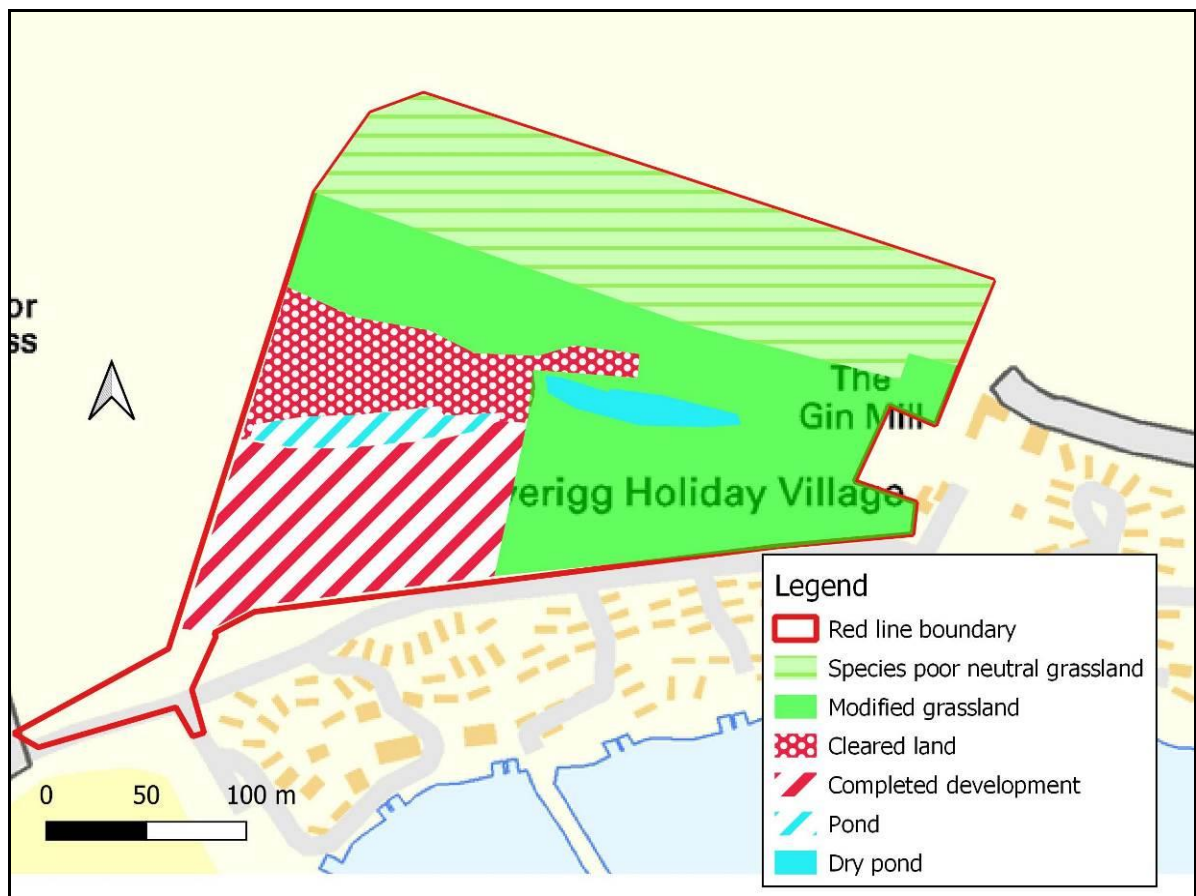 or
ss
The
Gin Mill
verigg Holiday Village
Legend
Red line boundary
Species poor neutral grassland
Modified grassland
Cleared land
Completed development
Pond
Dry pond
0 50 100 m